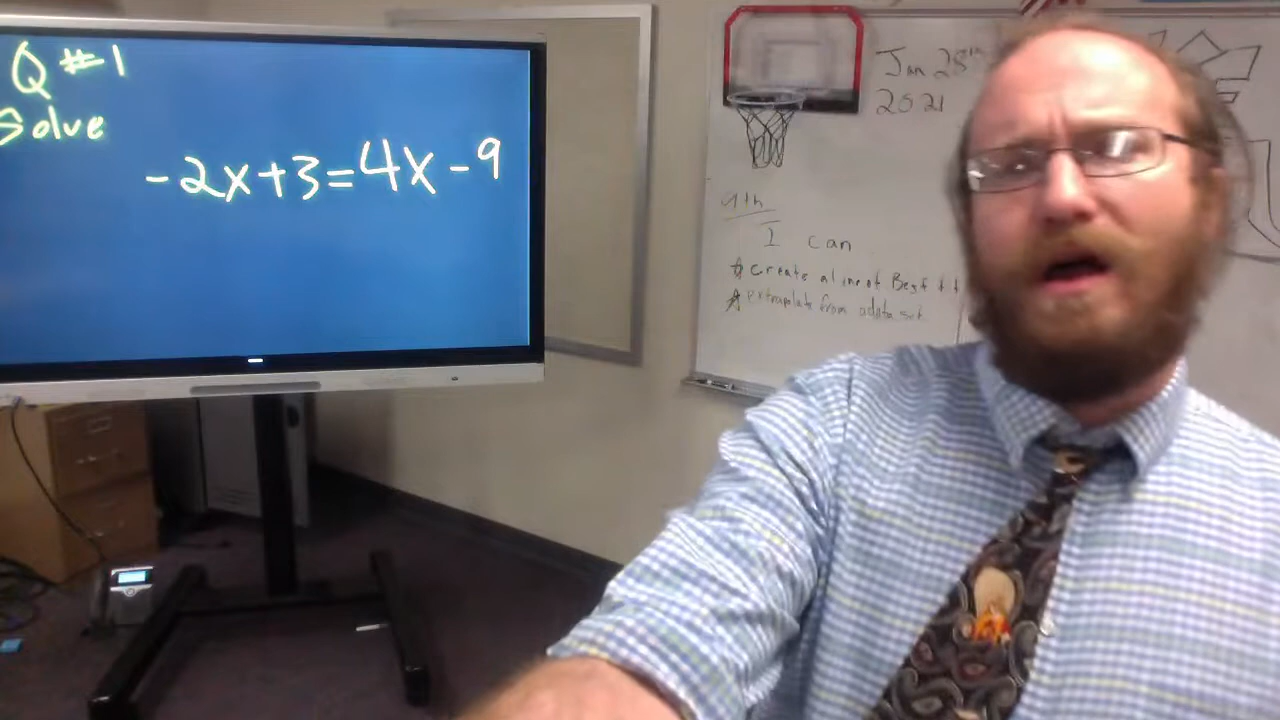 Q #1
Solve
-2x+3=4x-9
Jan 28th
2021
9th
I can
create a line of Best
extrapolate from a data set